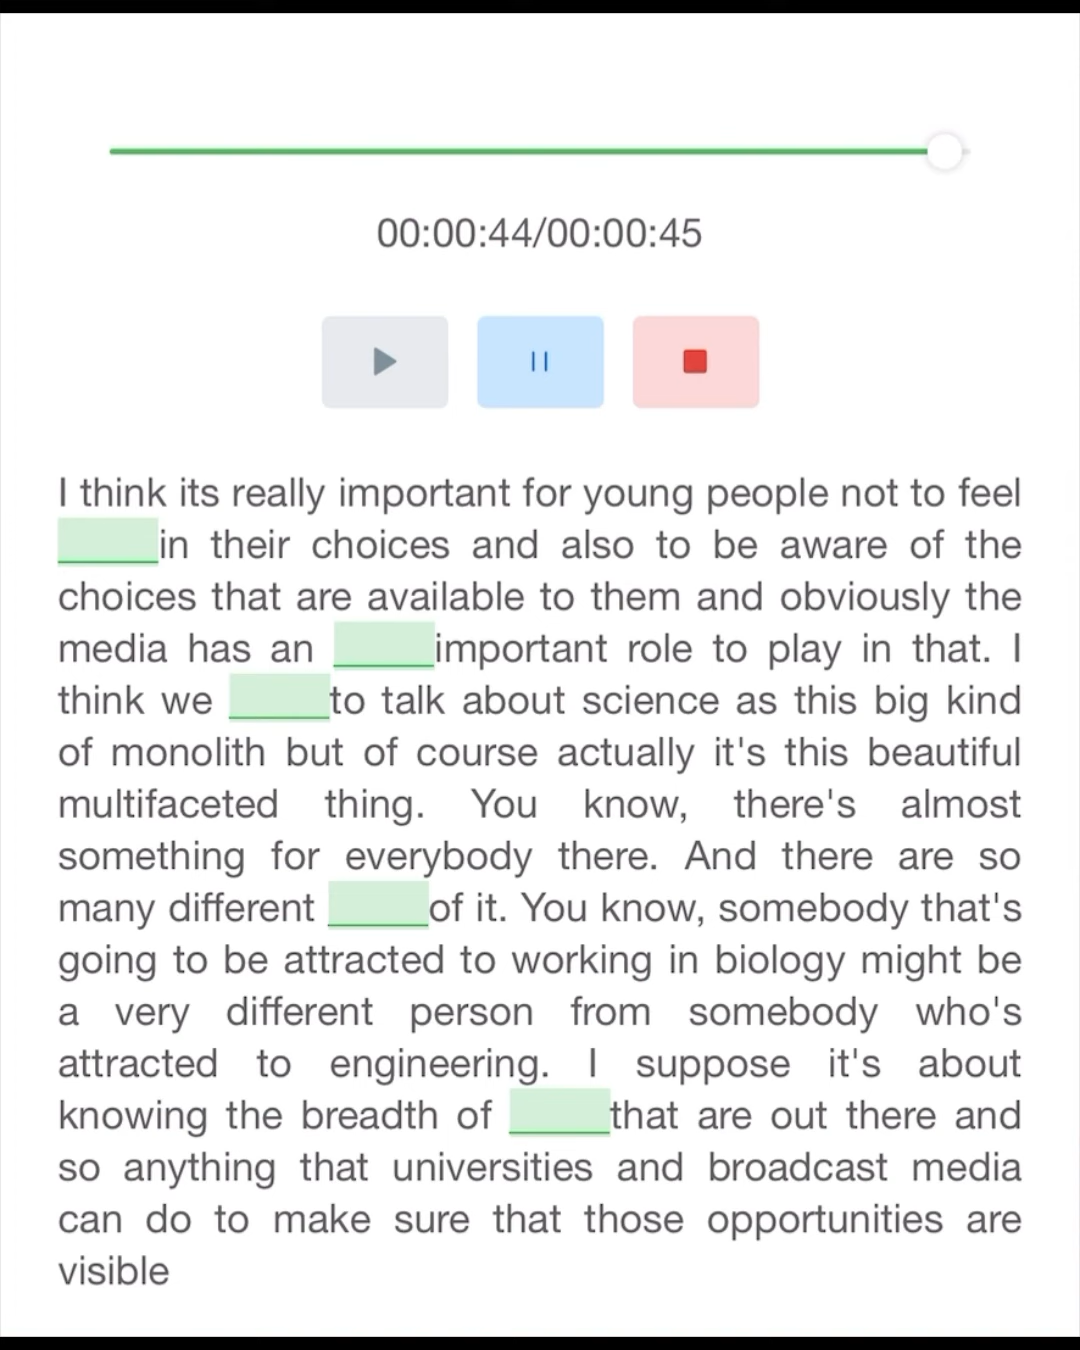 00:00:44/00:00:45
I think its really important for young people not to feel
in their choices and also to be aware of the
choices that are available to them and obviously the
media has an important role to play in that. I
think we to talk about science as this big kind
of monolith but of course actually it's this beautiful
multifaceted thing. You know, there's almost
something for everybody there. And there are so
many different of it. You know, somebody that's
going to be attracted to working in biology might be
a very different person from somebody who's
attracted to engineering. I suppose it's about
knowing the breadth of that are out there and
so anything that universities and broadcast media
can do to make sure that those opportunities are
visible